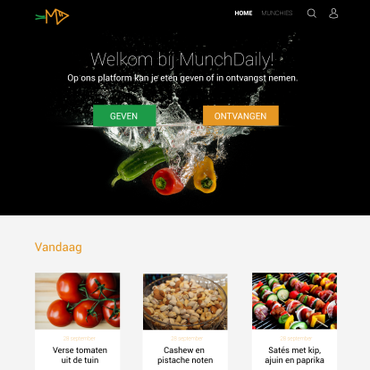 HOME MUNCHIES
Welkom bij MunchDaily!
Op ons platform kan je eten geven of in ontvangst nemen.
GEVEN ONTVANGEN
Vandaag
Verse tomaten
uit de tuin
Cashew en
pistache noten
Satés met kip,
ajuin en paprika